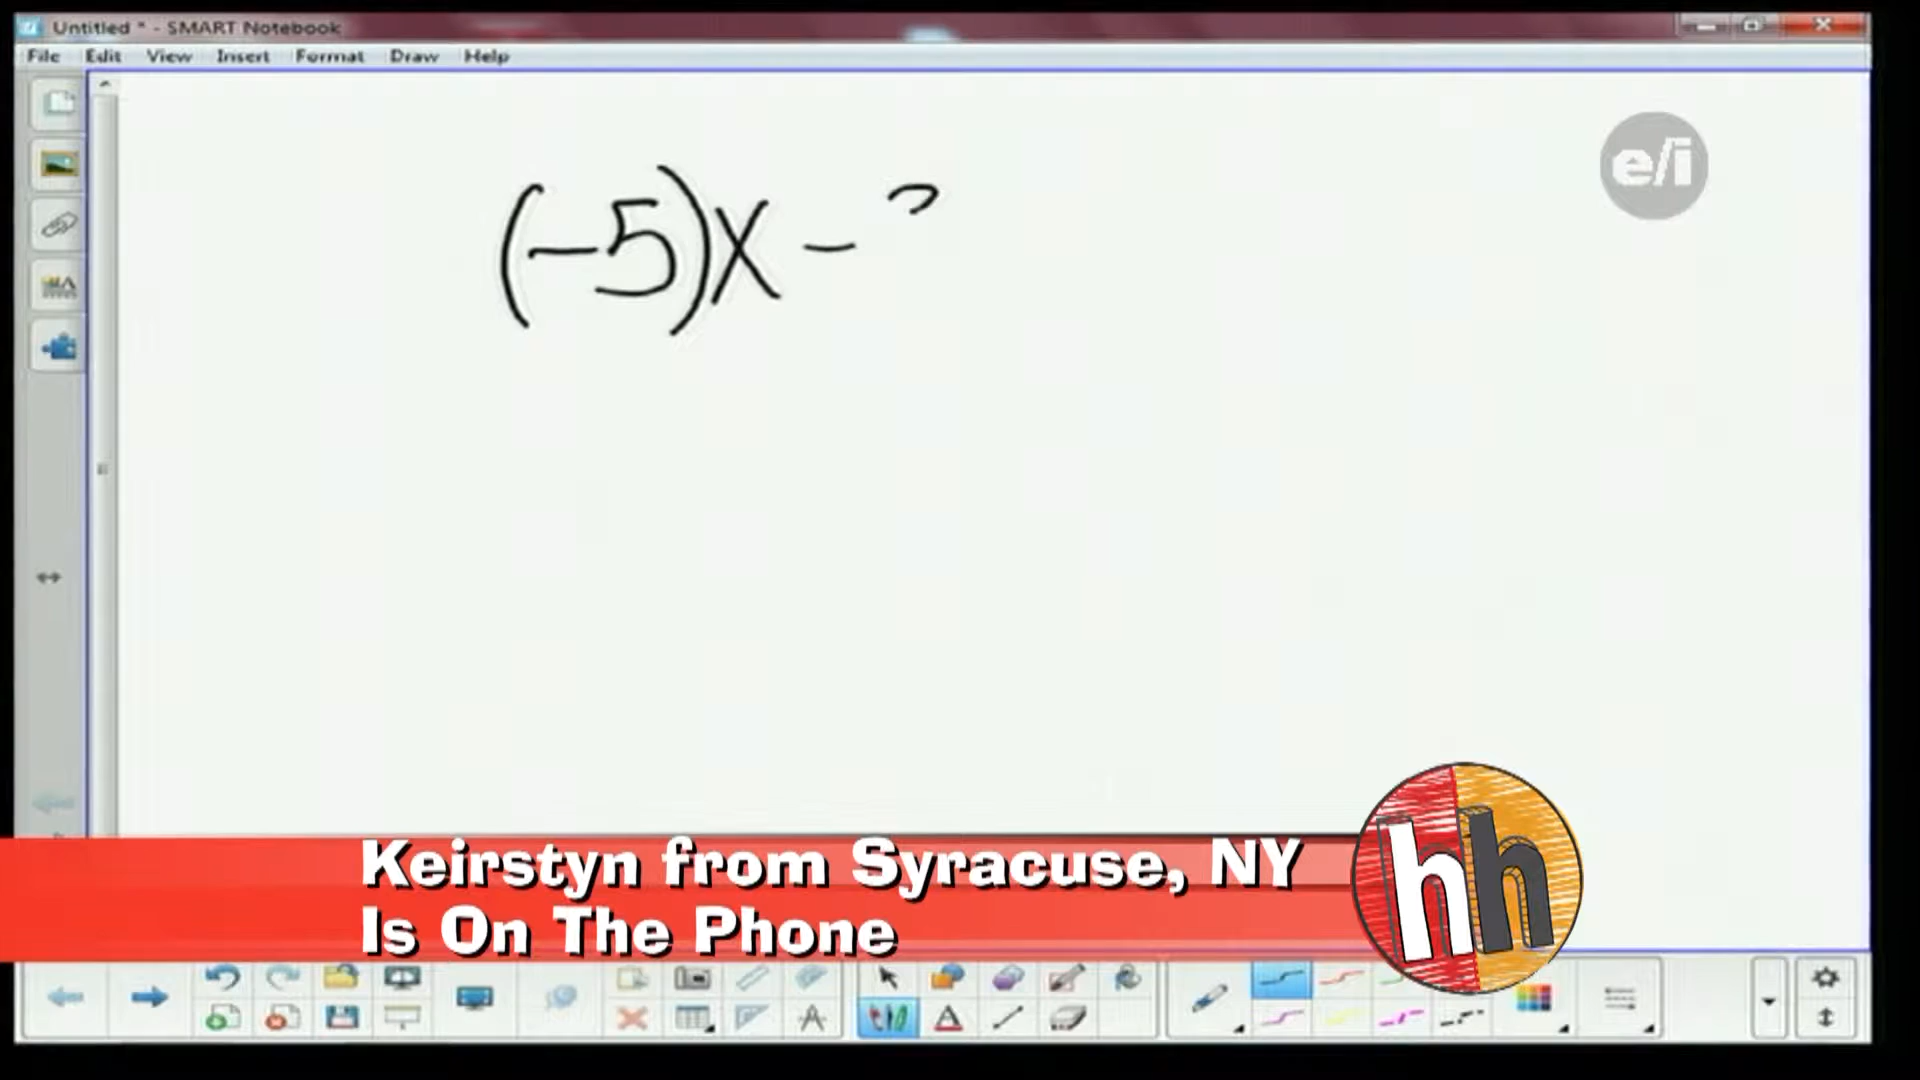 Untitled * - SMART Notebook
File Edit View Insert Format Draw Help
e/i
(-5)x -
Keirstyn from Syracuse, NY
Is On The Phone
hh